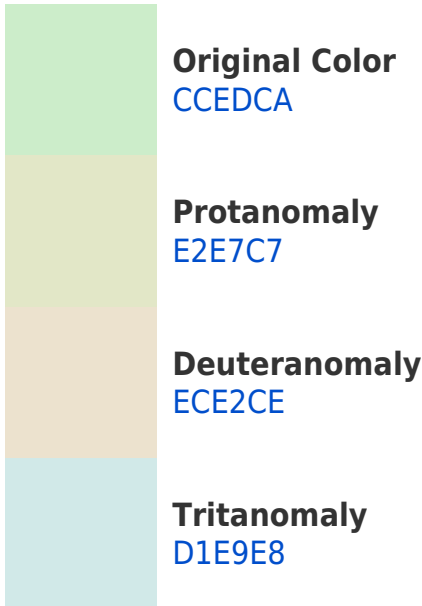 Original Color
CCEDCA
Protanomaly
E2E7C7
Deuteranomaly
ECE2CE
Tritanomaly
D1E9E8